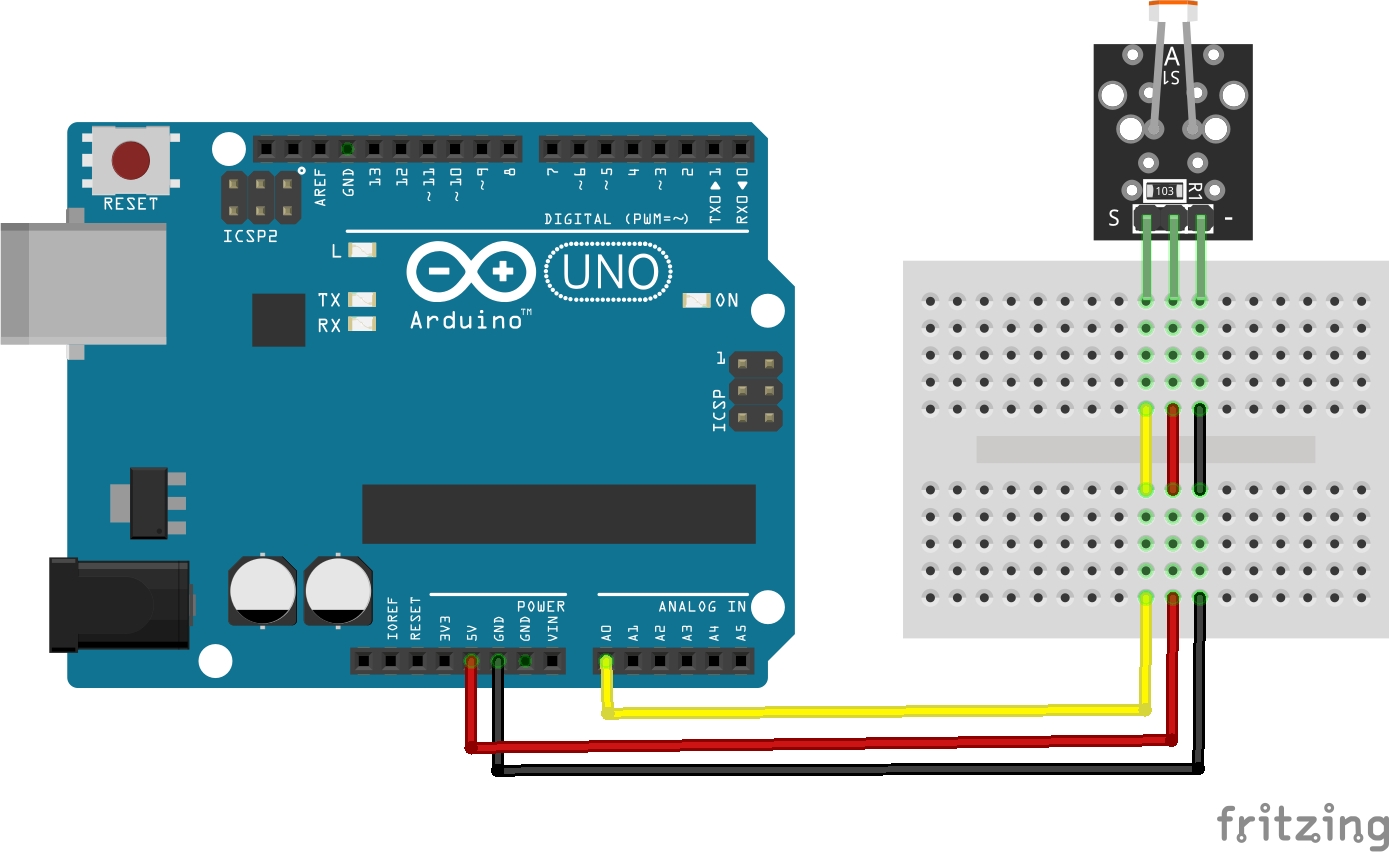 A
S1
R1
103
S
-
RESET
ICSP2
AREF
GND
13
12
~11
~10
~9
8
7
~6
~5
4
~3
2
TX0▶1
RX0◀0
DIGITAL (PWM=~)
L
TX
RX
UNO
Arduino™
ON
1
ICSP
POWER
ANALOG IN
IOREF
RESET
3V3
5V
GND
GND
VIN
A0
A1
A2
A3
A4
A5
fritzing